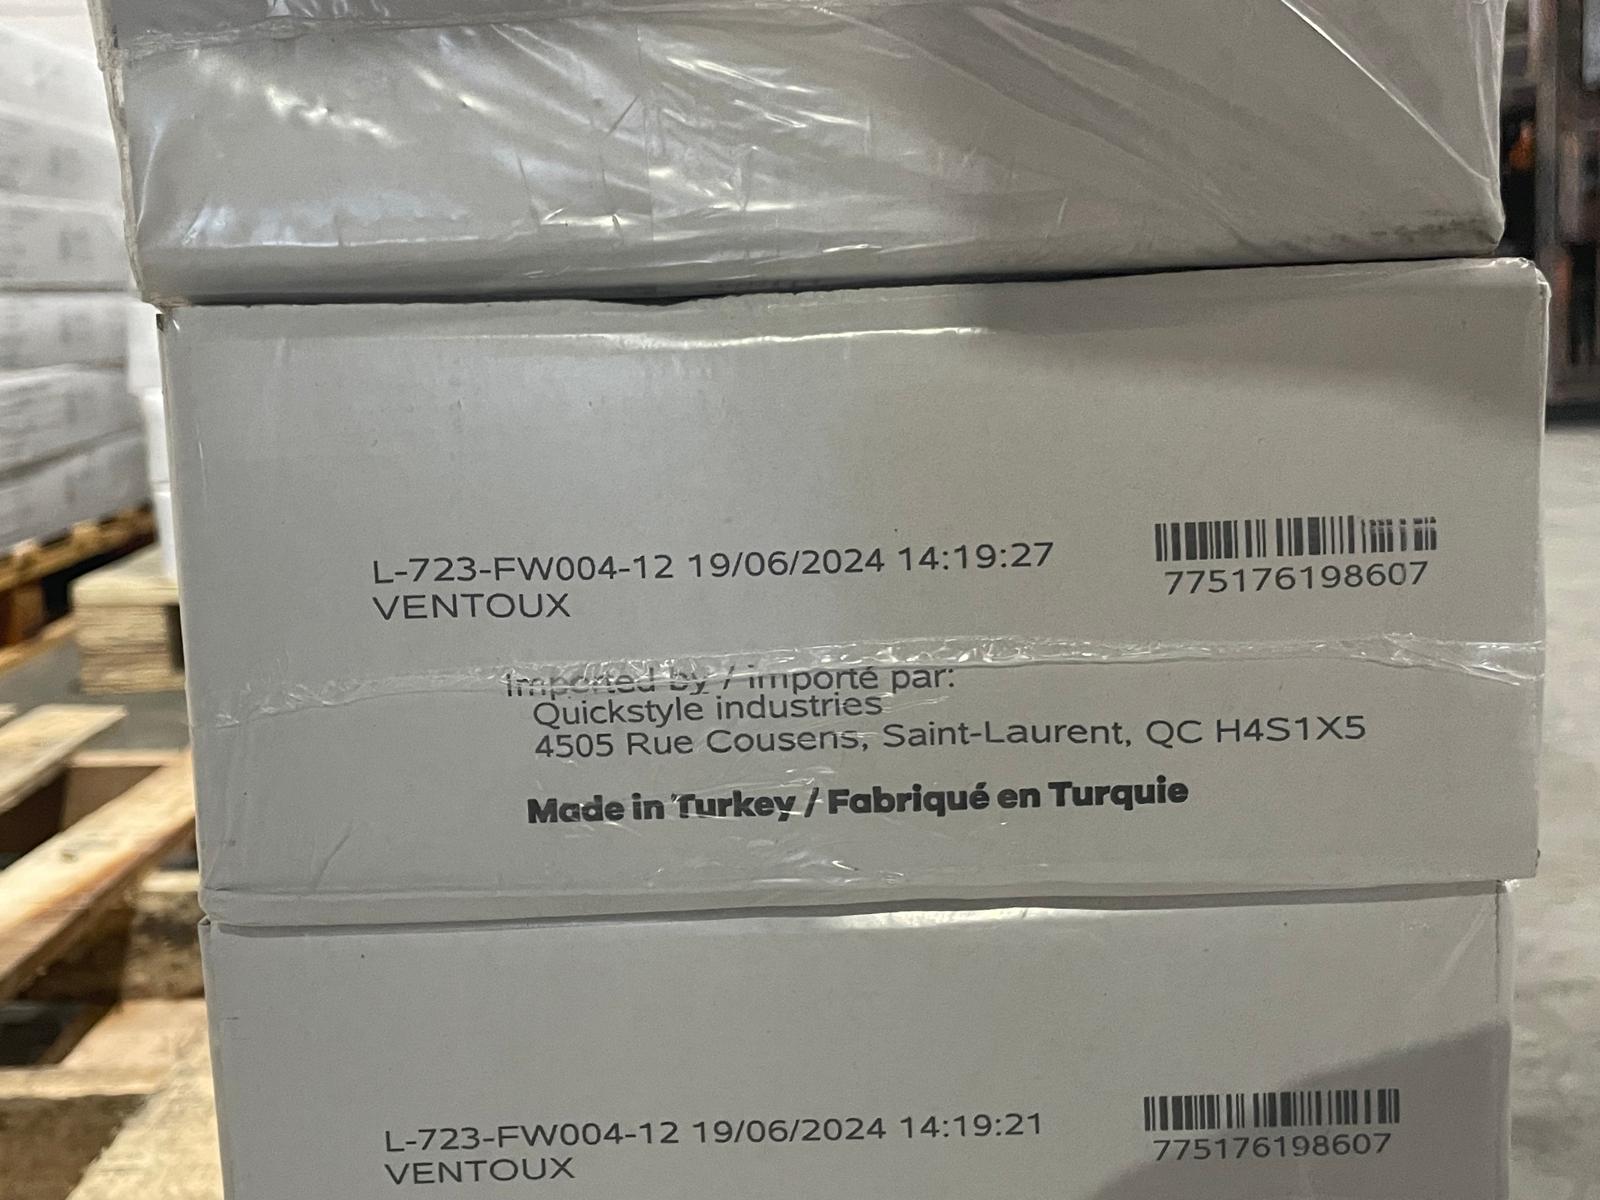 L-723-FW004-12 19/06/2024 14:19:27
VENTOUX
775176198607
Imported by / importé par:
Quickstyle industries
4505 Rue Cousens, Saint-Laurent, QC H4S1X5
Made in Turkey / Fabriqué en Turquie
L-723-FW004-12 19/06/2024 14:19:21
VENTOUX
775176198607